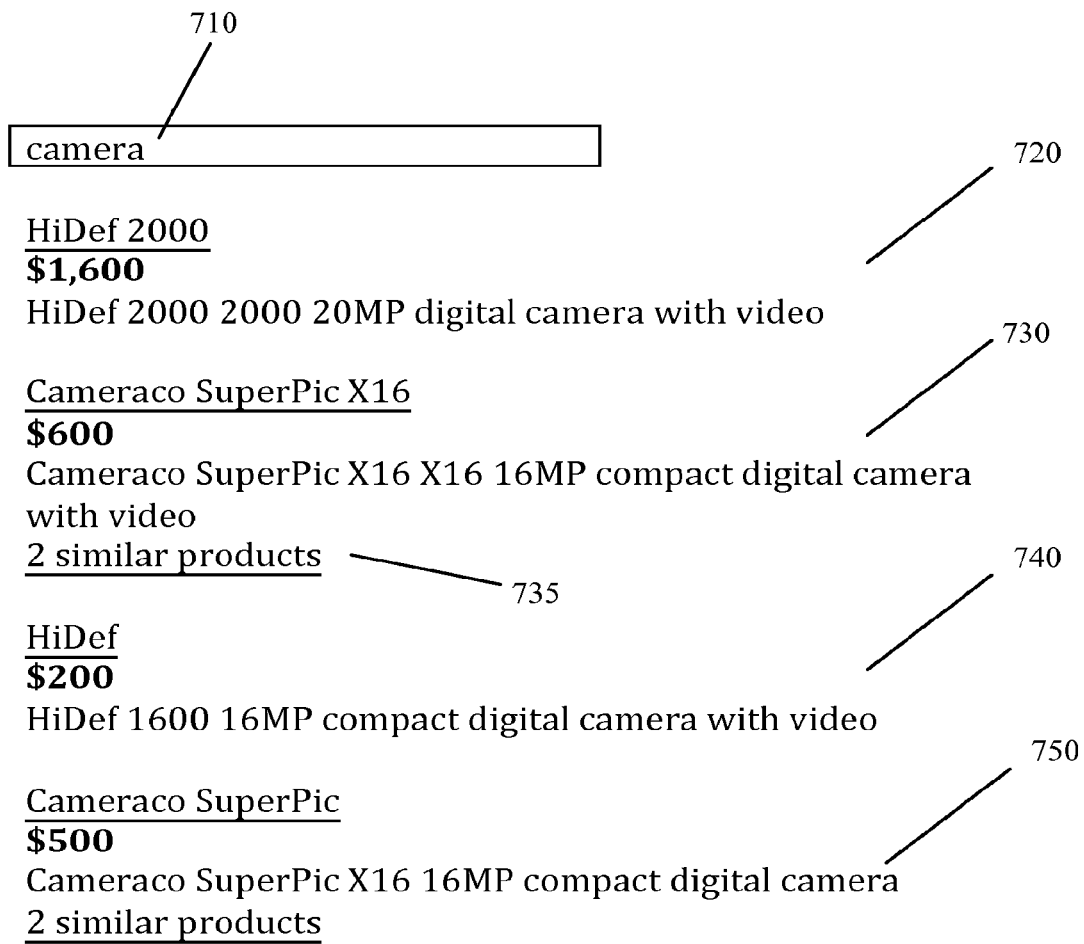 710
camera
720
HiDef 2000
$1,600
HiDef 2000 2000 20MP digital camera with video
730
Cameraco SuperPic X16
$600
Cameraco SuperPic X16 X16 16MP compact digital camera
with video
2 similar products
735
740
HiDef
$200
HiDef 1600 16MP compact digital camera with video
750
Cameraco SuperPic
$500
Cameraco SuperPic X16 16MP compact digital camera
2 similar products